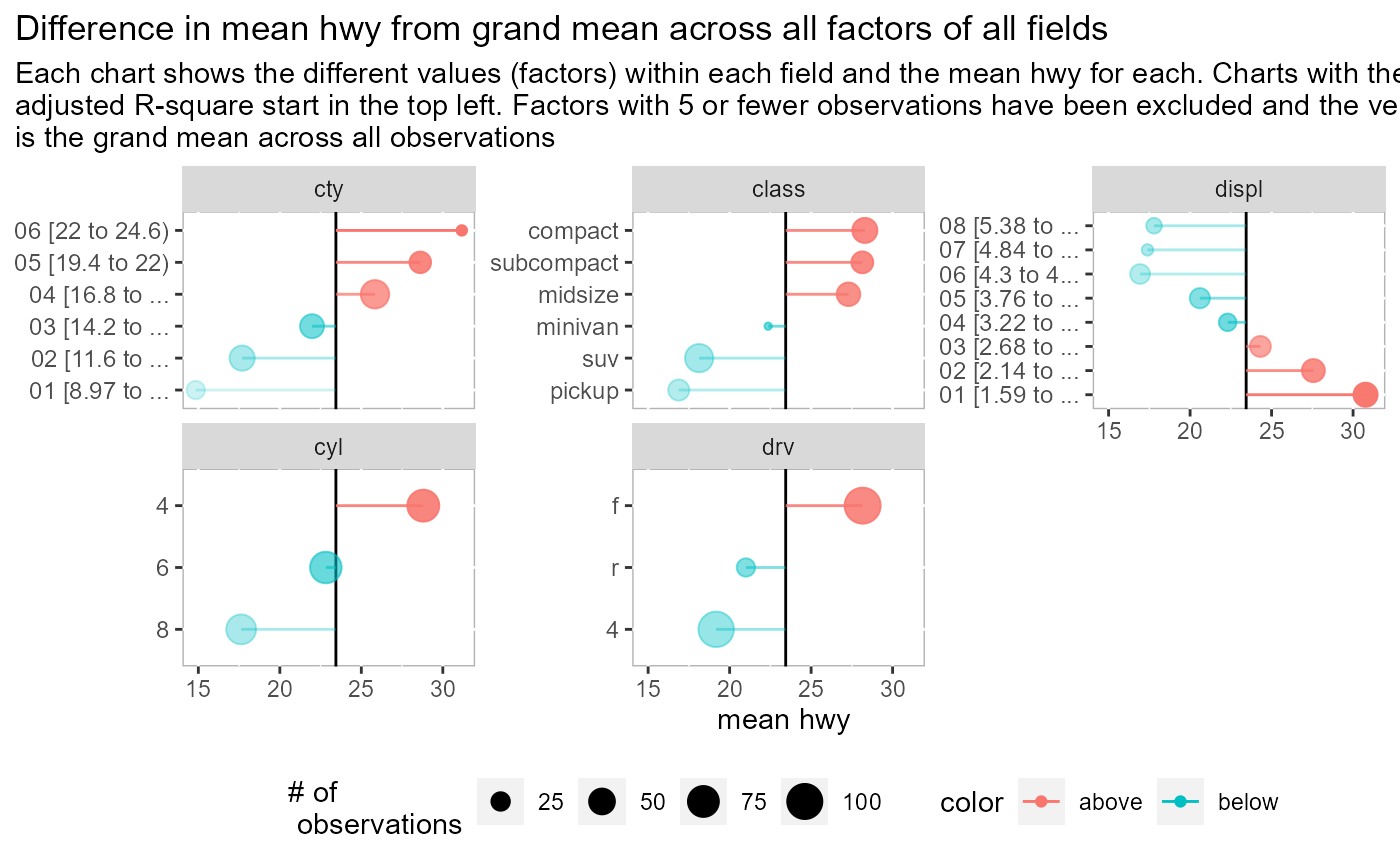 Difference in mean hwy from grand mean across all factors of all fields
Each chart shows the different values (factors) within each field and the mean hwy for each. Charts with the
adjusted R-square start in the top left. Factors with 5 or fewer observations have been excluded and the ve
is the grand mean across all observations
cty
06 [22 to 24.6)
05 [19.4 to 22)
04 [16.8 to ...
03 [14.2 to ...
02 [11.6 to ...
01 [8.97 to ...
class
compact
subcompact
midsize
minivan
suv
pickup
displ
08 [5.38 to ...
07 [4.84 to ...
06 [4.3 to 4...
05 [3.76 to ...
04 [3.22 to ...
03 [2.68 to ...
02 [2.14 to ...
01 [1.59 to ...
15 20 25 30
cyl
4
6
8
15 20 25 30
drv
f
r
4
15 20 25 30
mean hwy
# of
observations
25 50 75 100
color above below